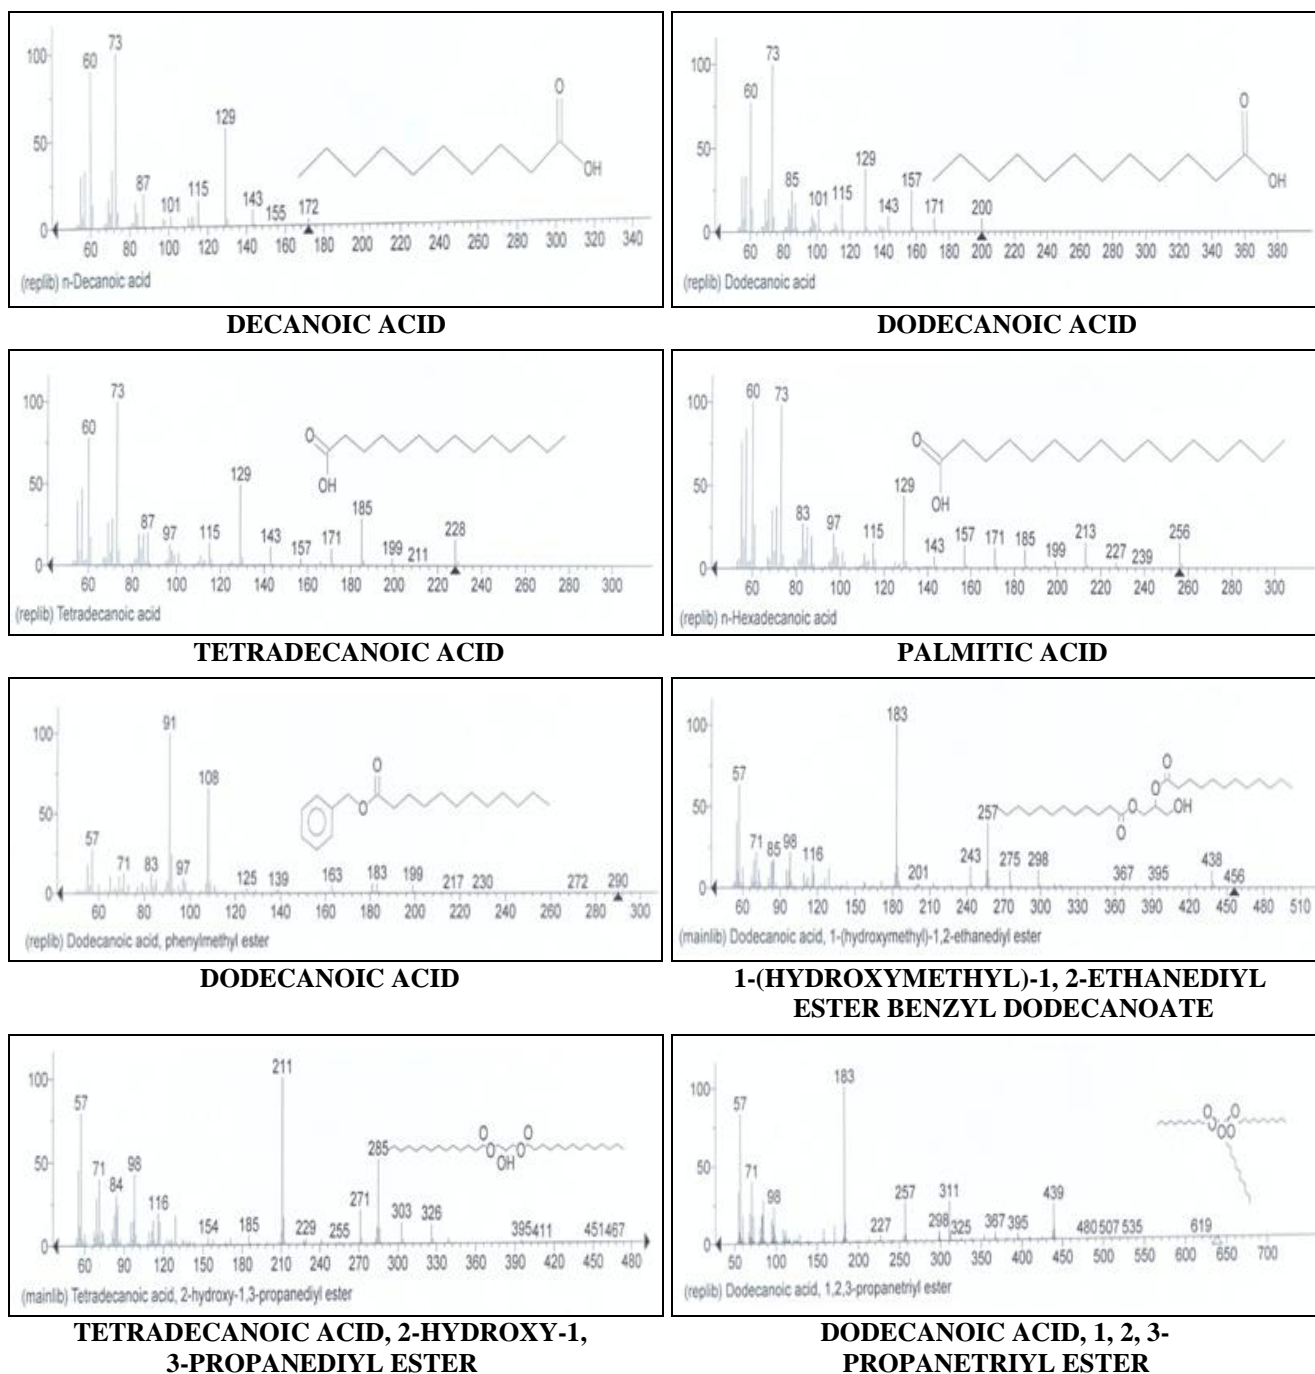 100
73
60
50
129
87
101
115
143
155
172
0
60 80 100 120 140 160 180 200 220 240 260 280 300 320 340
O
OH
(replib) n-Decanoic acid
DECANOIC ACID
100
73
60
50
85
101
115
129
143
157
171
200
0
60 80 100 120 140 160 180 200 220 240 260 280 300 320 340 360 380
O
OH
(replib) Dodecanoic acid
DODECANOIC ACID
100
73
60
50
87
97
115
129
143
157
171
185
199
211
228
0
60 80 100 120 140 160 180 200 220 240 260 280 300
O
OH
(replib) Tetradecanoic acid
TETRADECANOIC ACID
100
60
73
50
83
97
115
129
143
157
171
185
199
213
227
239
256
0
60 80 100 120 140 160 180 200 220 240 260 280 300
O
OH
(replib) n-Hexadecanoic acid
PALMITIC ACID
100
91
108
50
57
71
83
97
125
139
163
183
199
217
230
272
290
0
60 80 100 120 140 160 180 200 220 240 260 280 300
O
O
(replib) Dodecanoic acid, phenylmethyl ester
DODECANOIC ACID
100
183
57
50
71
85
98
116
201
243
257
275
298
367
395
438
456
0
60 90 120 150 180 210 240 270 300 330 360 390 420 450 480 510
O
O
O
OH
O
(mainlib) Dodecanoic acid, 1-(hydroxymethyl)-1,2-ethanediyl ester
1-(HYDROXYMETHYL)-1, 2-ETHANEDIYL
ESTER BENZYL DODECANOATE
100
211
57
50
71
84
98
116
154
185
229
255
271
285
303
326
395
411
451
467
0
60 90 120 150 180 210 240 270 300 330 360 390 420 450 480
O O
O O
OH
(mainlib) Tetradecanoic acid, 2-hydroxy-1,3-propanediyl ester
TETRADECANOIC ACID, 2-HYDROXY-1,
3-PROPANEDIYL ESTER
100
183
57
50
71
98
227
257
298
311
325
367
395
439
480
507
535
619
0
50 100 150 200 250 300 350 400 450 500 550 600 650 700
O O
O O
O O
(replib) Dodecanoic acid, 1,2,3-propanetriyl ester
DODECANOIC ACID, 1, 2, 3-
PROPANETRIYL ESTER